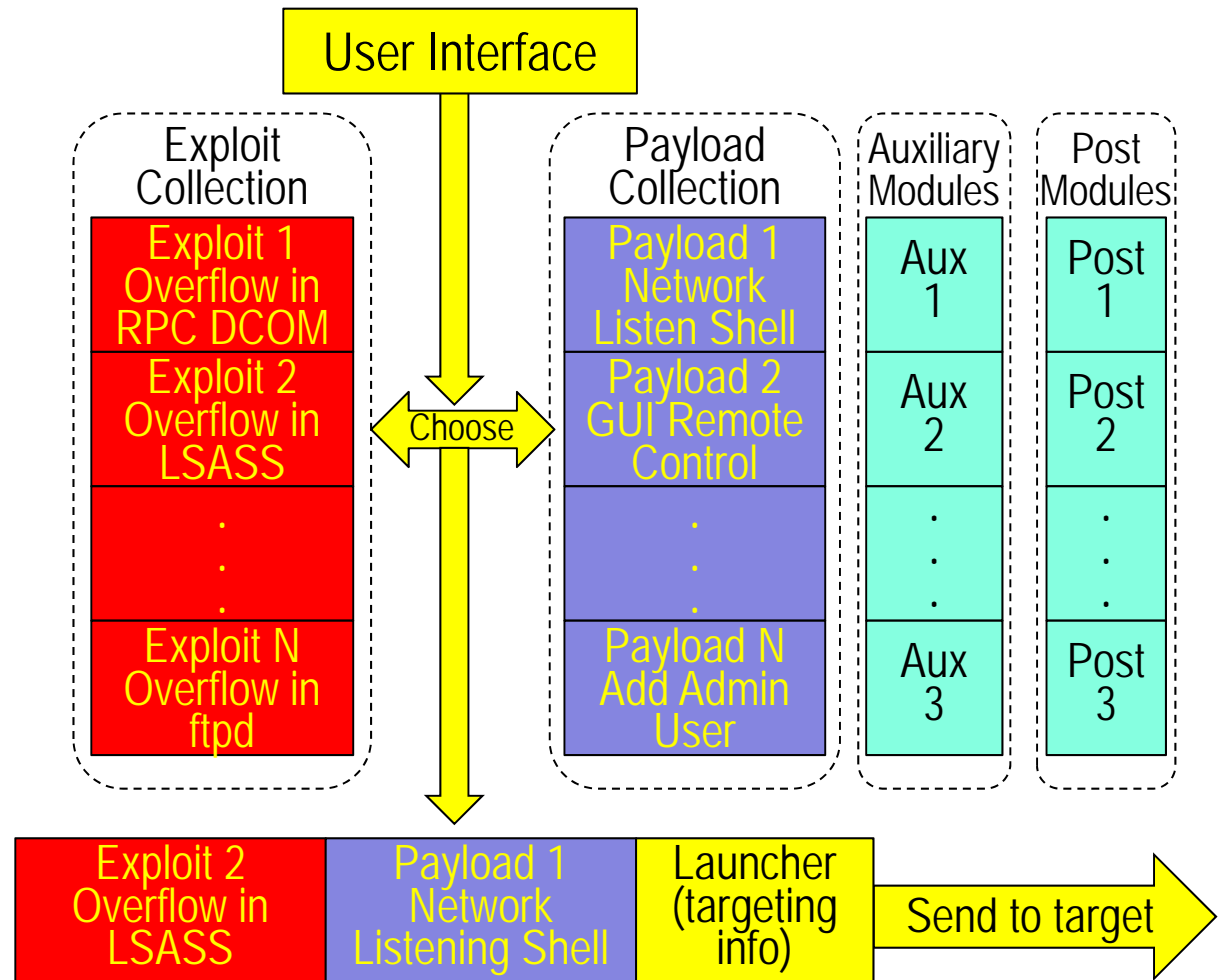 User Interface
Exploit
Collection
Exploit 1
Overflow in
RPC DCOM
Exploit 2
Overflow in
LSASS
.
.
.
Exploit N
Overflow in
ftpd
Choose
Payload
Collection
Payload 1
Network
Listen Shell
Payload 2
GUI Remote
Control
.
.
.
Payload N
Add Admin
User
Auxiliary
Modules
Aux
1
Aux
2
.
.
.
Aux
3
Post
Modules
Post
1
Post
2
.
.
.
Post
3
Exploit 2
Overflow in
LSASS
Payload 1
Network
Listening Shell
Launcher
(targeting
info)
Send to target